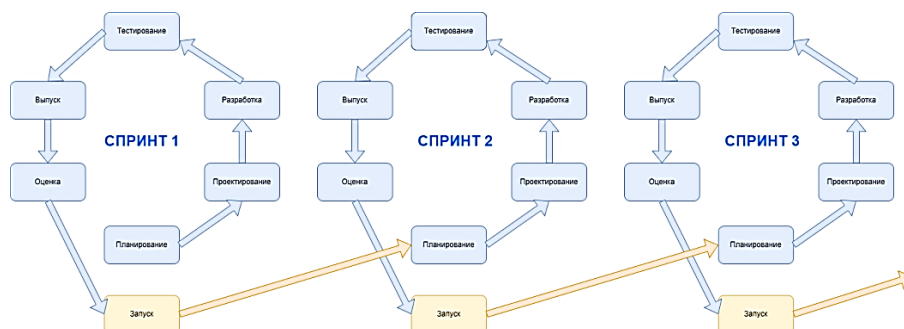 Тестирование
Выпуск
Разработка
СПРИНТ 1
Оценка
Проектирование
Планирование
Запуск
Тестирование
Выпуск
Разработка
СПРИНТ 2
Оценка
Проектирование
Планирование
Запуск
Тестирование
Выпуск
Разработка
СПРИНТ 3
Оценка
Проектирование
Планирование
Запуск